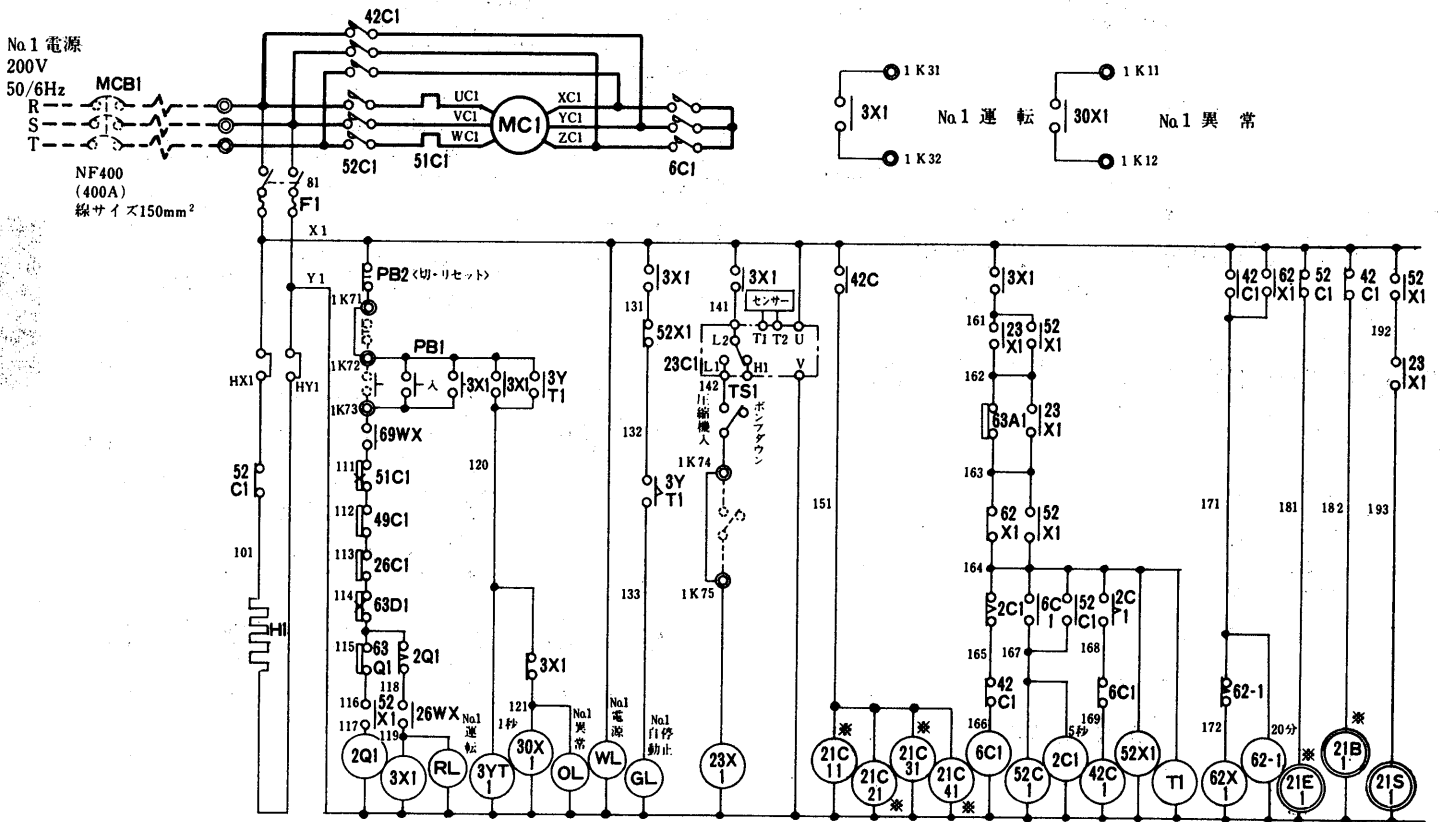 No.1 電源
200V
50/6Hz
MCB1
R
S
T
NF400
(400A)
線サイズ150mm²
42C1
UC1
VC1
WC1
52C1
51C1
MC1
XC1
YC1
ZC1
6C1
3X1
1K31
1K32
No.1 運 転
30X1
1K11
1K12
No.1 異 常
81
F1
X1
Y1
HX1
HY1
52
C1
101
H1
PB2〈切・リセット〉
1K71
1K72
1K73
PB1
入
3X1
3X1
3Y
T1
69WX
111
51C1
112
49C1
113
26C1
114
63D1
115
63
Q1
2Q1
116
118
52
X1
26WX
117
119
2Q1
3X1
RL
No.1
運
転
120
3X1
121
1秒
3YT
1
30X
1
OL
No.1
異
常
WL
No.1
電
源
3X1
131
52X1
132
3Y
T1
133
GL
No.1
自停
動止
3X1
141
センサー
L2
T1
T2
U
23C1
L1
H1
V
142
TS1
圧縮機入
ポンプダウン
1K74
1K75
23X
1
42C
151
21C
11
21C
21
21C
31
21C
41
※
※
※
※
3X1
161
23
X1
52
X1
162
63A1
23
X1
163
62
X1
52
X1
164
2C1
6C
1
52
C1
2C
1
165
167
168
42
C1
6C1
166
169
6C1
52C
1
5秒
2C1
42C
1
52X1
T1
42
C1
62
X1
171
62-1
172
20分
62X
1
62-1
52
C1
181
※
21E
1
42
C1
182
※
21B
1
52
X1
192
23
X1
193
21S
1